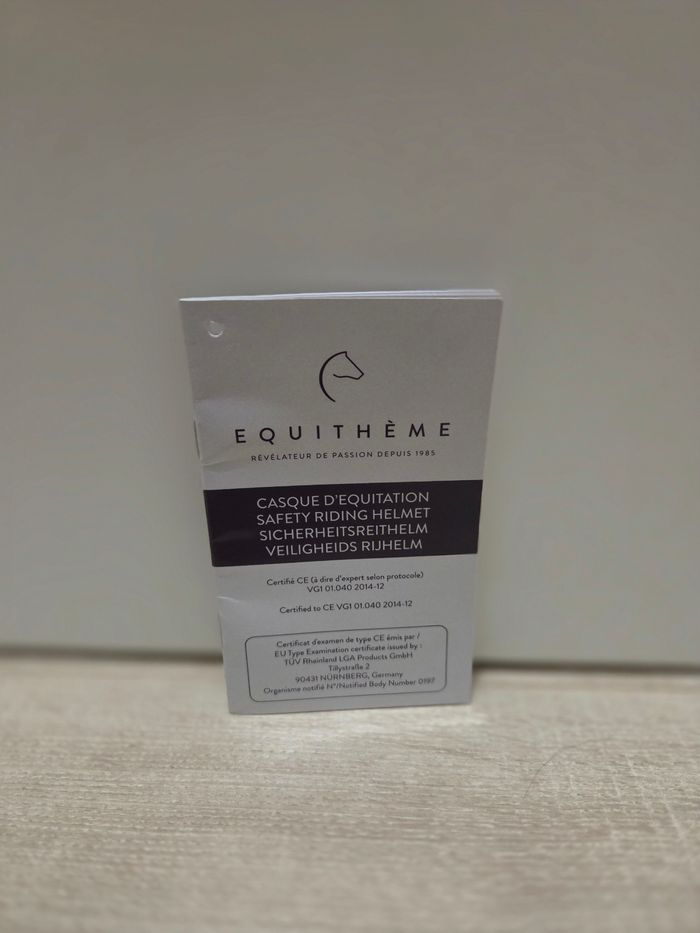 EQUITHÈME
RÉVÉLATEUR DE PASSION DEPUIS 1985
CASQUE D'EQUITATION
SAFETY RIDING HELMET
SICHERHEITSREITHELM
VEILIGHEIDS RIJHELM
Certifié CE (à dire d'expert selon protocole)
VG1 01.040 2014-12
Certified to CE VG1 01.040 2014-12
Certificat d'examen de type CE émis par /
EU Type Examination certificate issued by :
TÜV Rheinland LGA Products GmbH
Tillystraße 2
90431 NÜRNBERG, Germany
Organisme notifié N°/Notified Body Number 0197